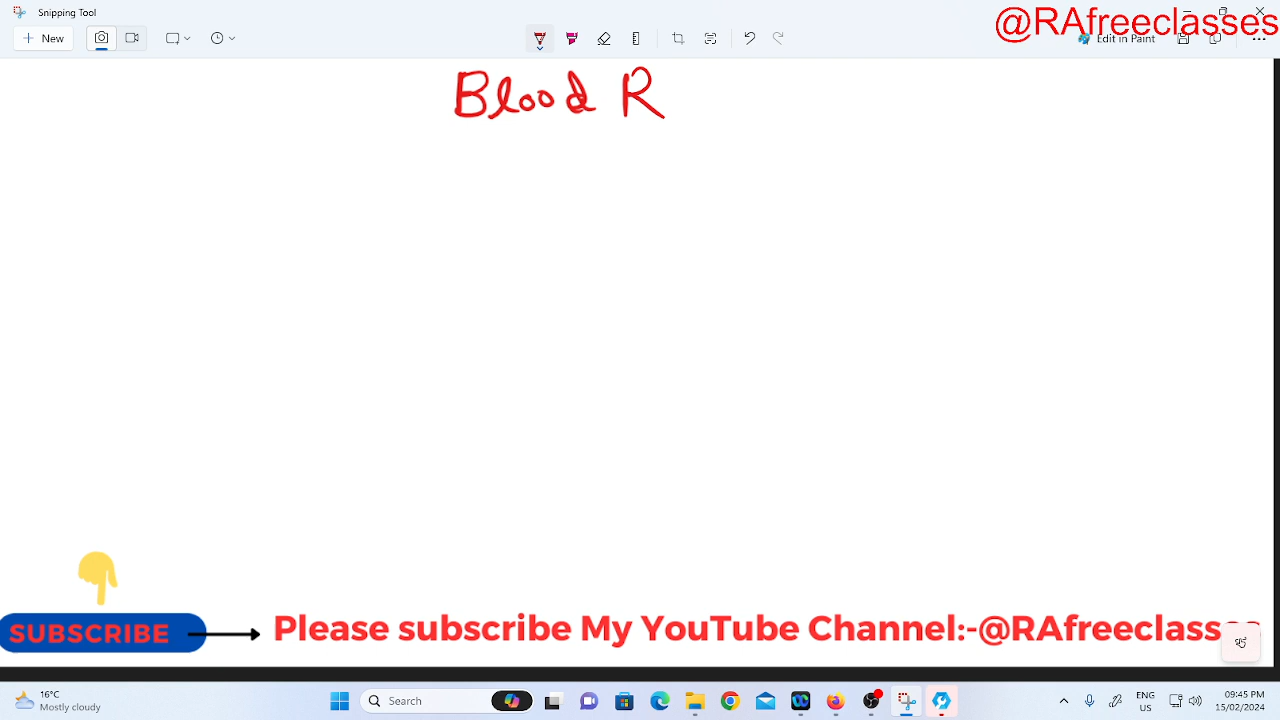 Snipping Tool
@RAfreeclasses
New
Edit in Paint
Blood R
SUBSCRIBE
Please subscribe My YouTube Channel:-@RAfreeclasses
16°C
Mostly cloudy
Search
ENG
US
09:45 PM
15/02/2024